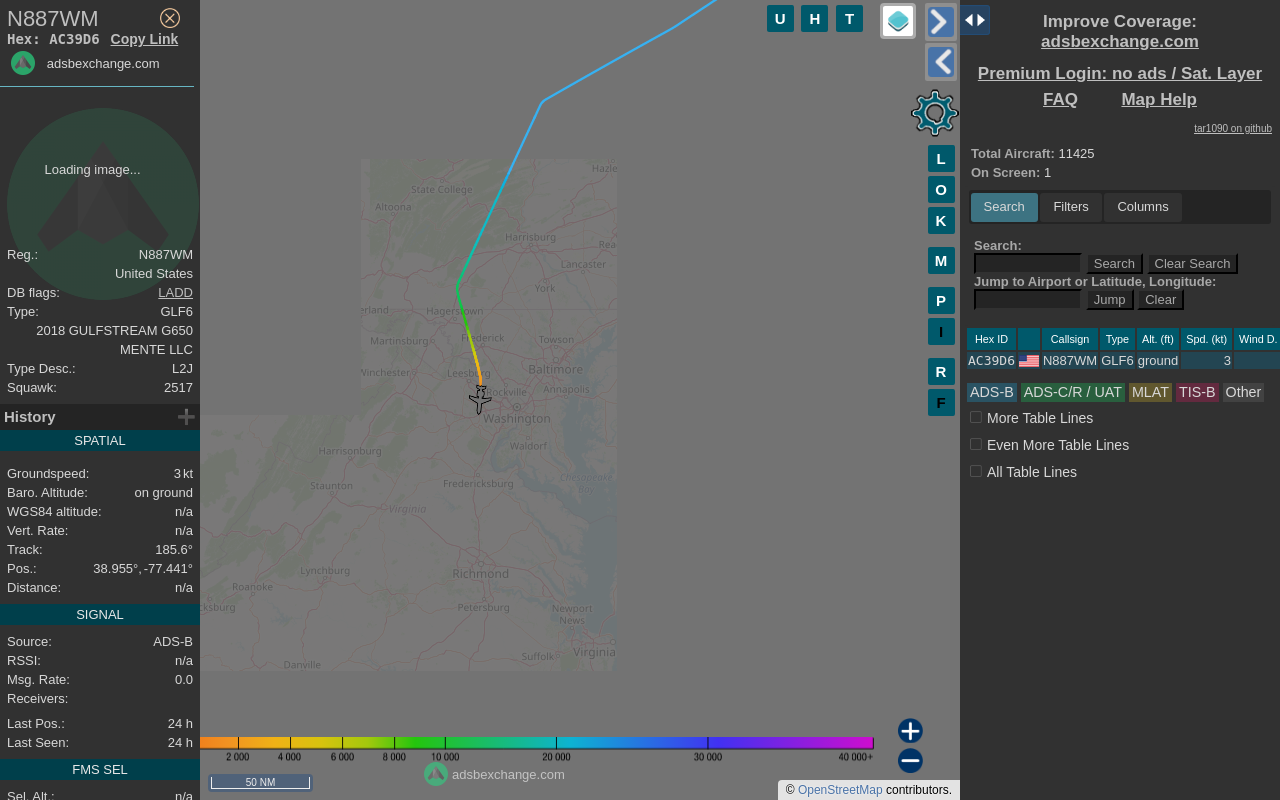 N887WM
Hex: AC39D6 Copy Link
adsbexchange.com
Loading image...
Reg.: N887WM
United States
DB flags: LADD
Type: GLF6
2018 GULFSTREAM G650
MENTE LLC
Type Desc.: L2J
Squawk: 2517
History
SPATIAL
Groundspeed: 3 kt
Baro. Altitude: on ground
WGS84 altitude: n/a
Vert. Rate: n/a
Track: 185.6°
Pos.: 38.955°, -77.441°
Distance: n/a
SIGNAL
Source: ADS-B
RSSI: n/a
Msg. Rate: 0.0
Receivers:
Last Pos.: 24 h
Last Seen: 24 h
FMS SEL
Sel. Alt.: n/a
U H T
L
O
K
M
P
I
R
F
Hazle
State College
Altoona
Harrisburg
Rea
Lancaster
York
erland
Hagerstown
Martinsburg
Frederick
Towson
Winchester
Leesburg
Baltimore
Rockville
Annapolis
Washington
Waldorf
Harrisonburg
Chesapeake
Bay
Staunton
Fredericksburg
Virginia
Lynchburg
Richmond
Roanoke
cksburg
Petersburg
Newport
News
Suffolk
Virginia
Danville
2 000 4 000 6 000 8 000 10 000 20 000 30 000 40 000+
50 NM
adsbexchange.com
© OpenStreetMap contributors.
Improve Coverage:
adsbexchange.com
Premium Login: no ads / Sat. Layer
FAQ Map Help
tar1090 on github
Total Aircraft: 11425
On Screen: 1
Search Filters Columns
Search:
Search Clear Search
Jump to Airport or Latitude, Longitude:
Jump Clear
Hex ID Callsign Type Alt. (ft) Spd. (kt) Wind D.
AC39D6 N887WM GLF6 ground 3
ADS-B ADS-C/R / UAT MLAT TIS-B Other
More Table Lines
Even More Table Lines
All Table Lines